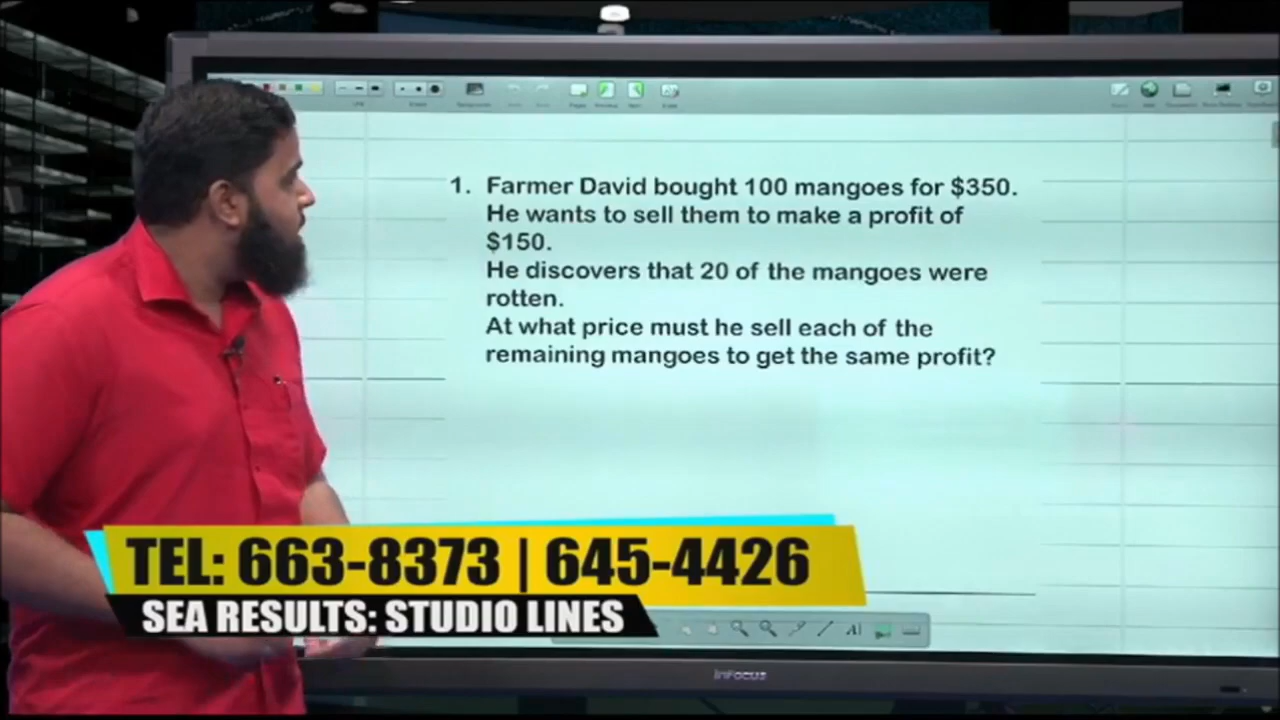 1. Farmer David bought 100 mangoes for $350.
He wants to sell them to make a profit of
$150.
He discovers that 20 of the mangoes were
rotten.
At what price must he sell each of the
remaining mangoes to get the same profit?
TEL: 663-8373 | 645-4426
SEA RESULTS: STUDIO LINES
AI
InFocus